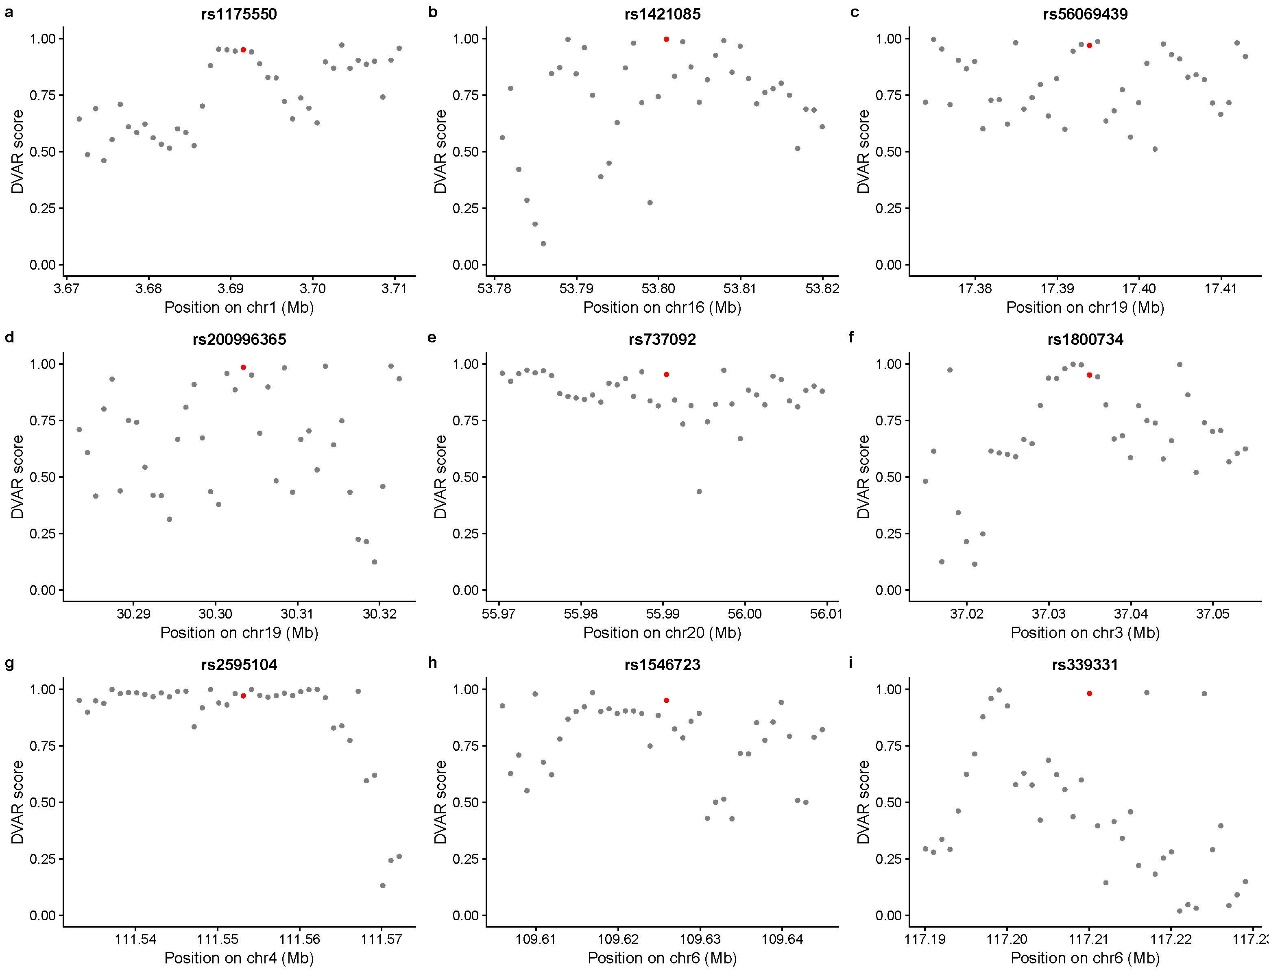 a
rs1175550
DVAR score
1.00
0.75
0.50
0.25
0.00
3.67 3.68 3.69 3.70 3.71
Position on chr1 (Mb)
b
rs1421085
DVAR score
1.00
0.75
0.50
0.25
0.00
53.78 53.79 53.80 53.81 53.82
Position on chr16 (Mb)
c
rs56069439
DVAR score
1.00
0.75
0.50
0.25
0.00
17.38 17.39 17.40 17.41
Position on chr19 (Mb)
d
rs200996365
DVAR score
1.00
0.75
0.50
0.25
0.00
30.29 30.30 30.31 30.32
Position on chr19 (Mb)
e
rs737092
DVAR score
1.00
0.75
0.50
0.25
0.00
55.97 55.98 55.99 56.00 56.01
Position on chr20 (Mb)
f
rs1800734
DVAR score
1.00
0.75
0.50
0.25
0.00
37.02 37.03 37.04 37.05
Position on chr3 (Mb)
g
rs2595104
DVAR score
1.00
0.75
0.50
0.25
0.00
111.54 111.55 111.56 111.57
Position on chr4 (Mb)
h
rs1546723
DVAR score
1.00
0.75
0.50
0.25
0.00
109.61 109.62 109.63 109.64
Position on chr6 (Mb)
i
rs339331
DVAR score
1.00
0.75
0.50
0.25
0.00
117.19 117.20 117.21 117.22
Position on chr6 (Mb)